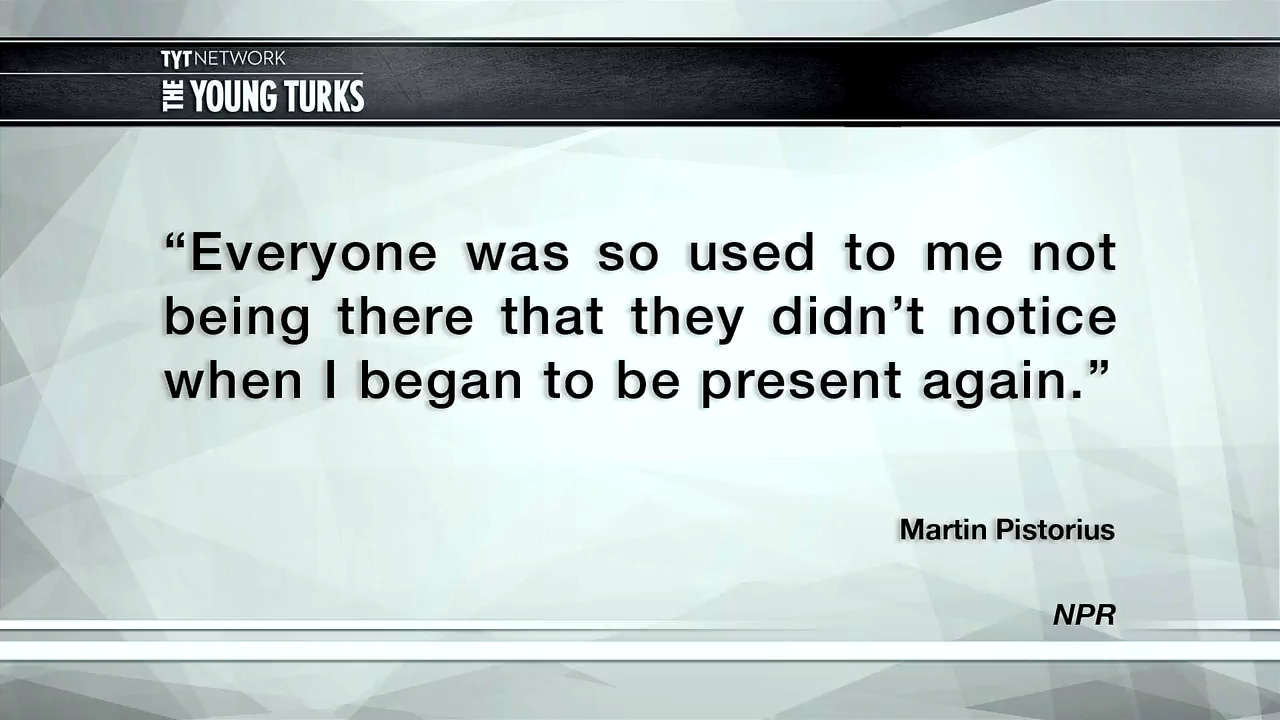 TYT NETWORK
THE YOUNG TURKS
“Everyone was so used to me not
being there that they didn’t notice
when I began to be present again.”
Martin Pistorius
NPR